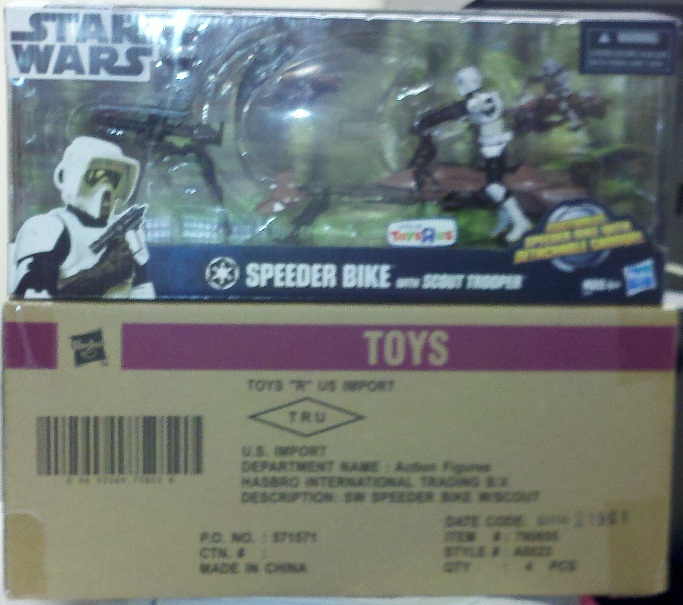 STAR
WARS
WARNING
TOYS R US
SPEEDER BIKE WITH SCOUT TROOPER
Hasbro
TOYS
TOYS "R" US IMPORT
TRU
U.S. IMPORT
DEPARTMENT NAME : Action Figures
HASBRO INTERNATIONAL TRADING B.V.
DESCRIPTION: SW SPEEDER BIKE W/SCOUT
DATE CODE:
P.O. NO. : 571571
ITEM # :
CTN. # :
STYLE # :
MADE IN CHINA
QTY : 4 PCS